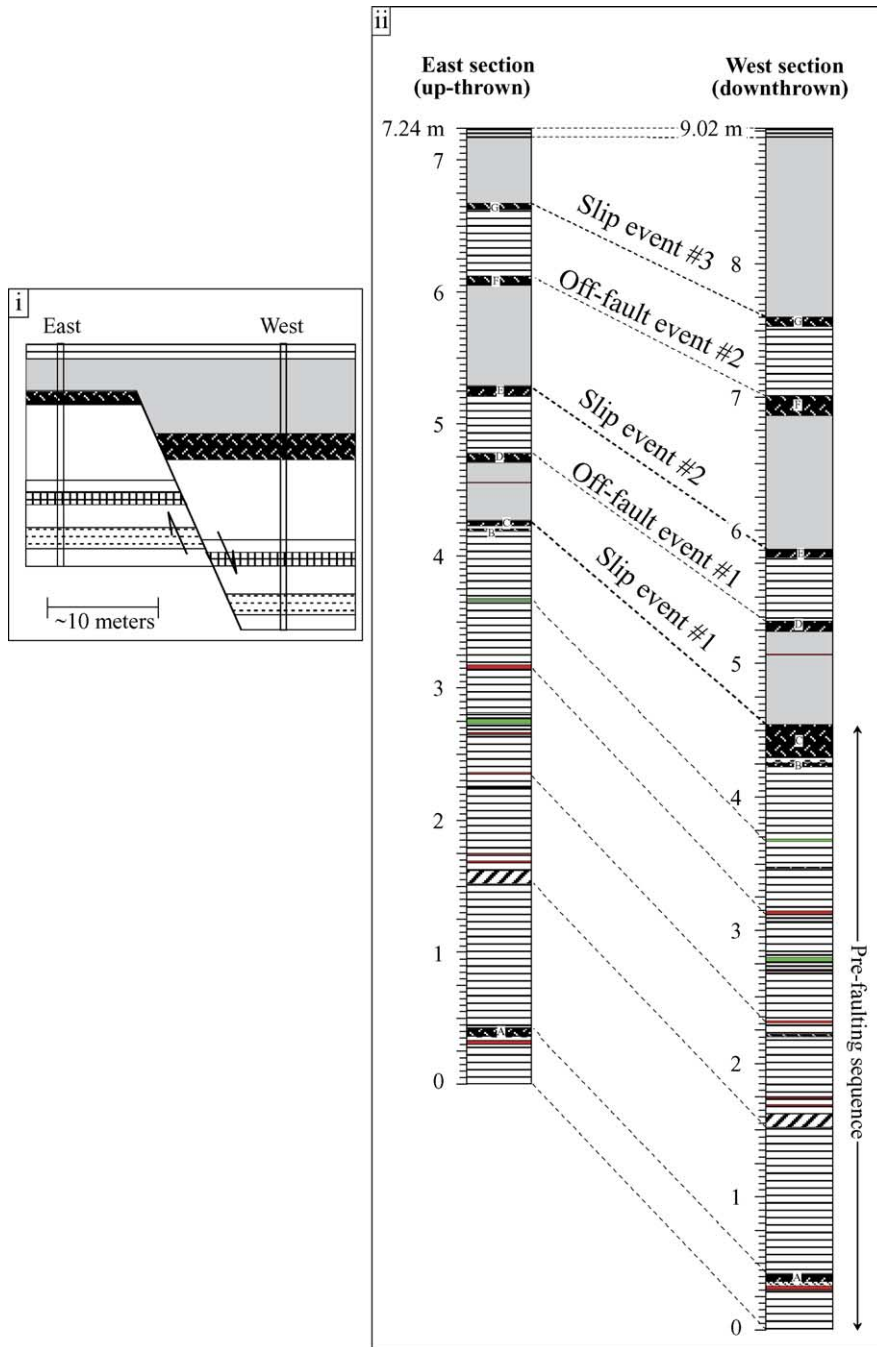 i
East West
~10 meters
ii
East section
(up-thrown)
West section
(downthrown)
7.24 m
9.02 m
7
6
5
4
3
2
1
0
G
F
E
D
C
B
A
Slip event #3
Off-fault event #2
Slip event #2
Off-fault event #1
Slip event #1
8
7
6
5
4
3
2
1
0
G
F
E
D
C
B
A
Pre-faulting sequence